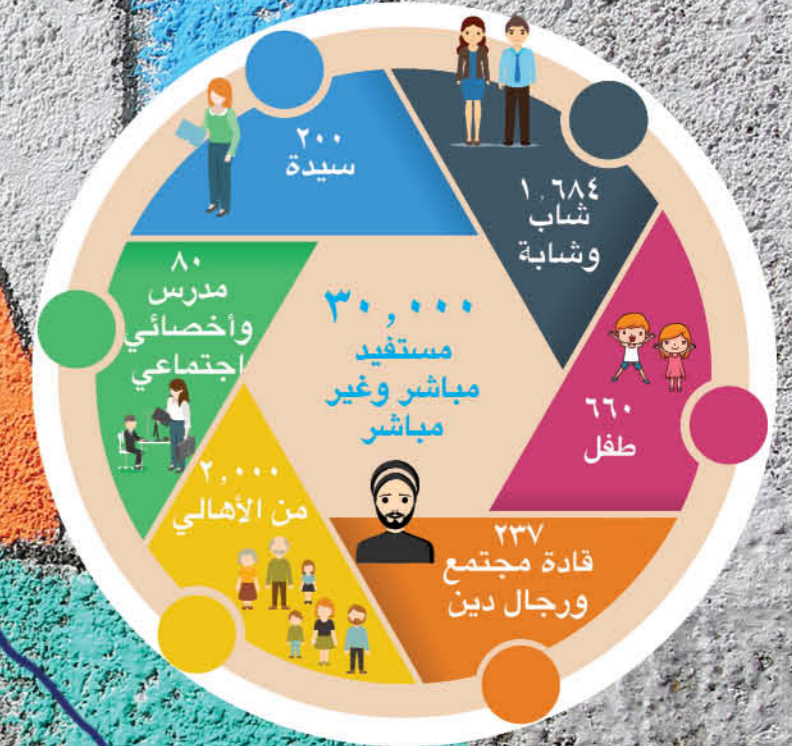 ٢٠٠
سيدة
١,٦٨٤
شاب
وشابة
٨٠
مدرس
وأخصائي
اجتماعي
٣٠,٠٠٠
مستفيد
مباشر وغير
مباشر
٦٦٠
طفل
٢,٠٠٠
من الأهالي
٢٣٧
قادة مجتمع
ورجال دين